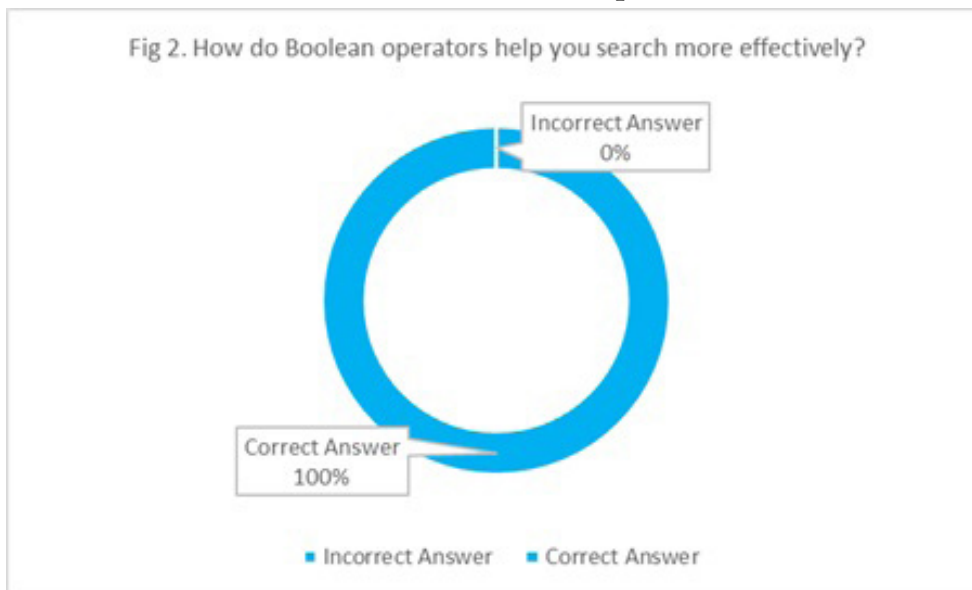 Fig 2. How do Boolean operators help you search more effectively?
Incorrect Answer
0%
Correct Answer
100%
Incorrect Answer Correct Answer